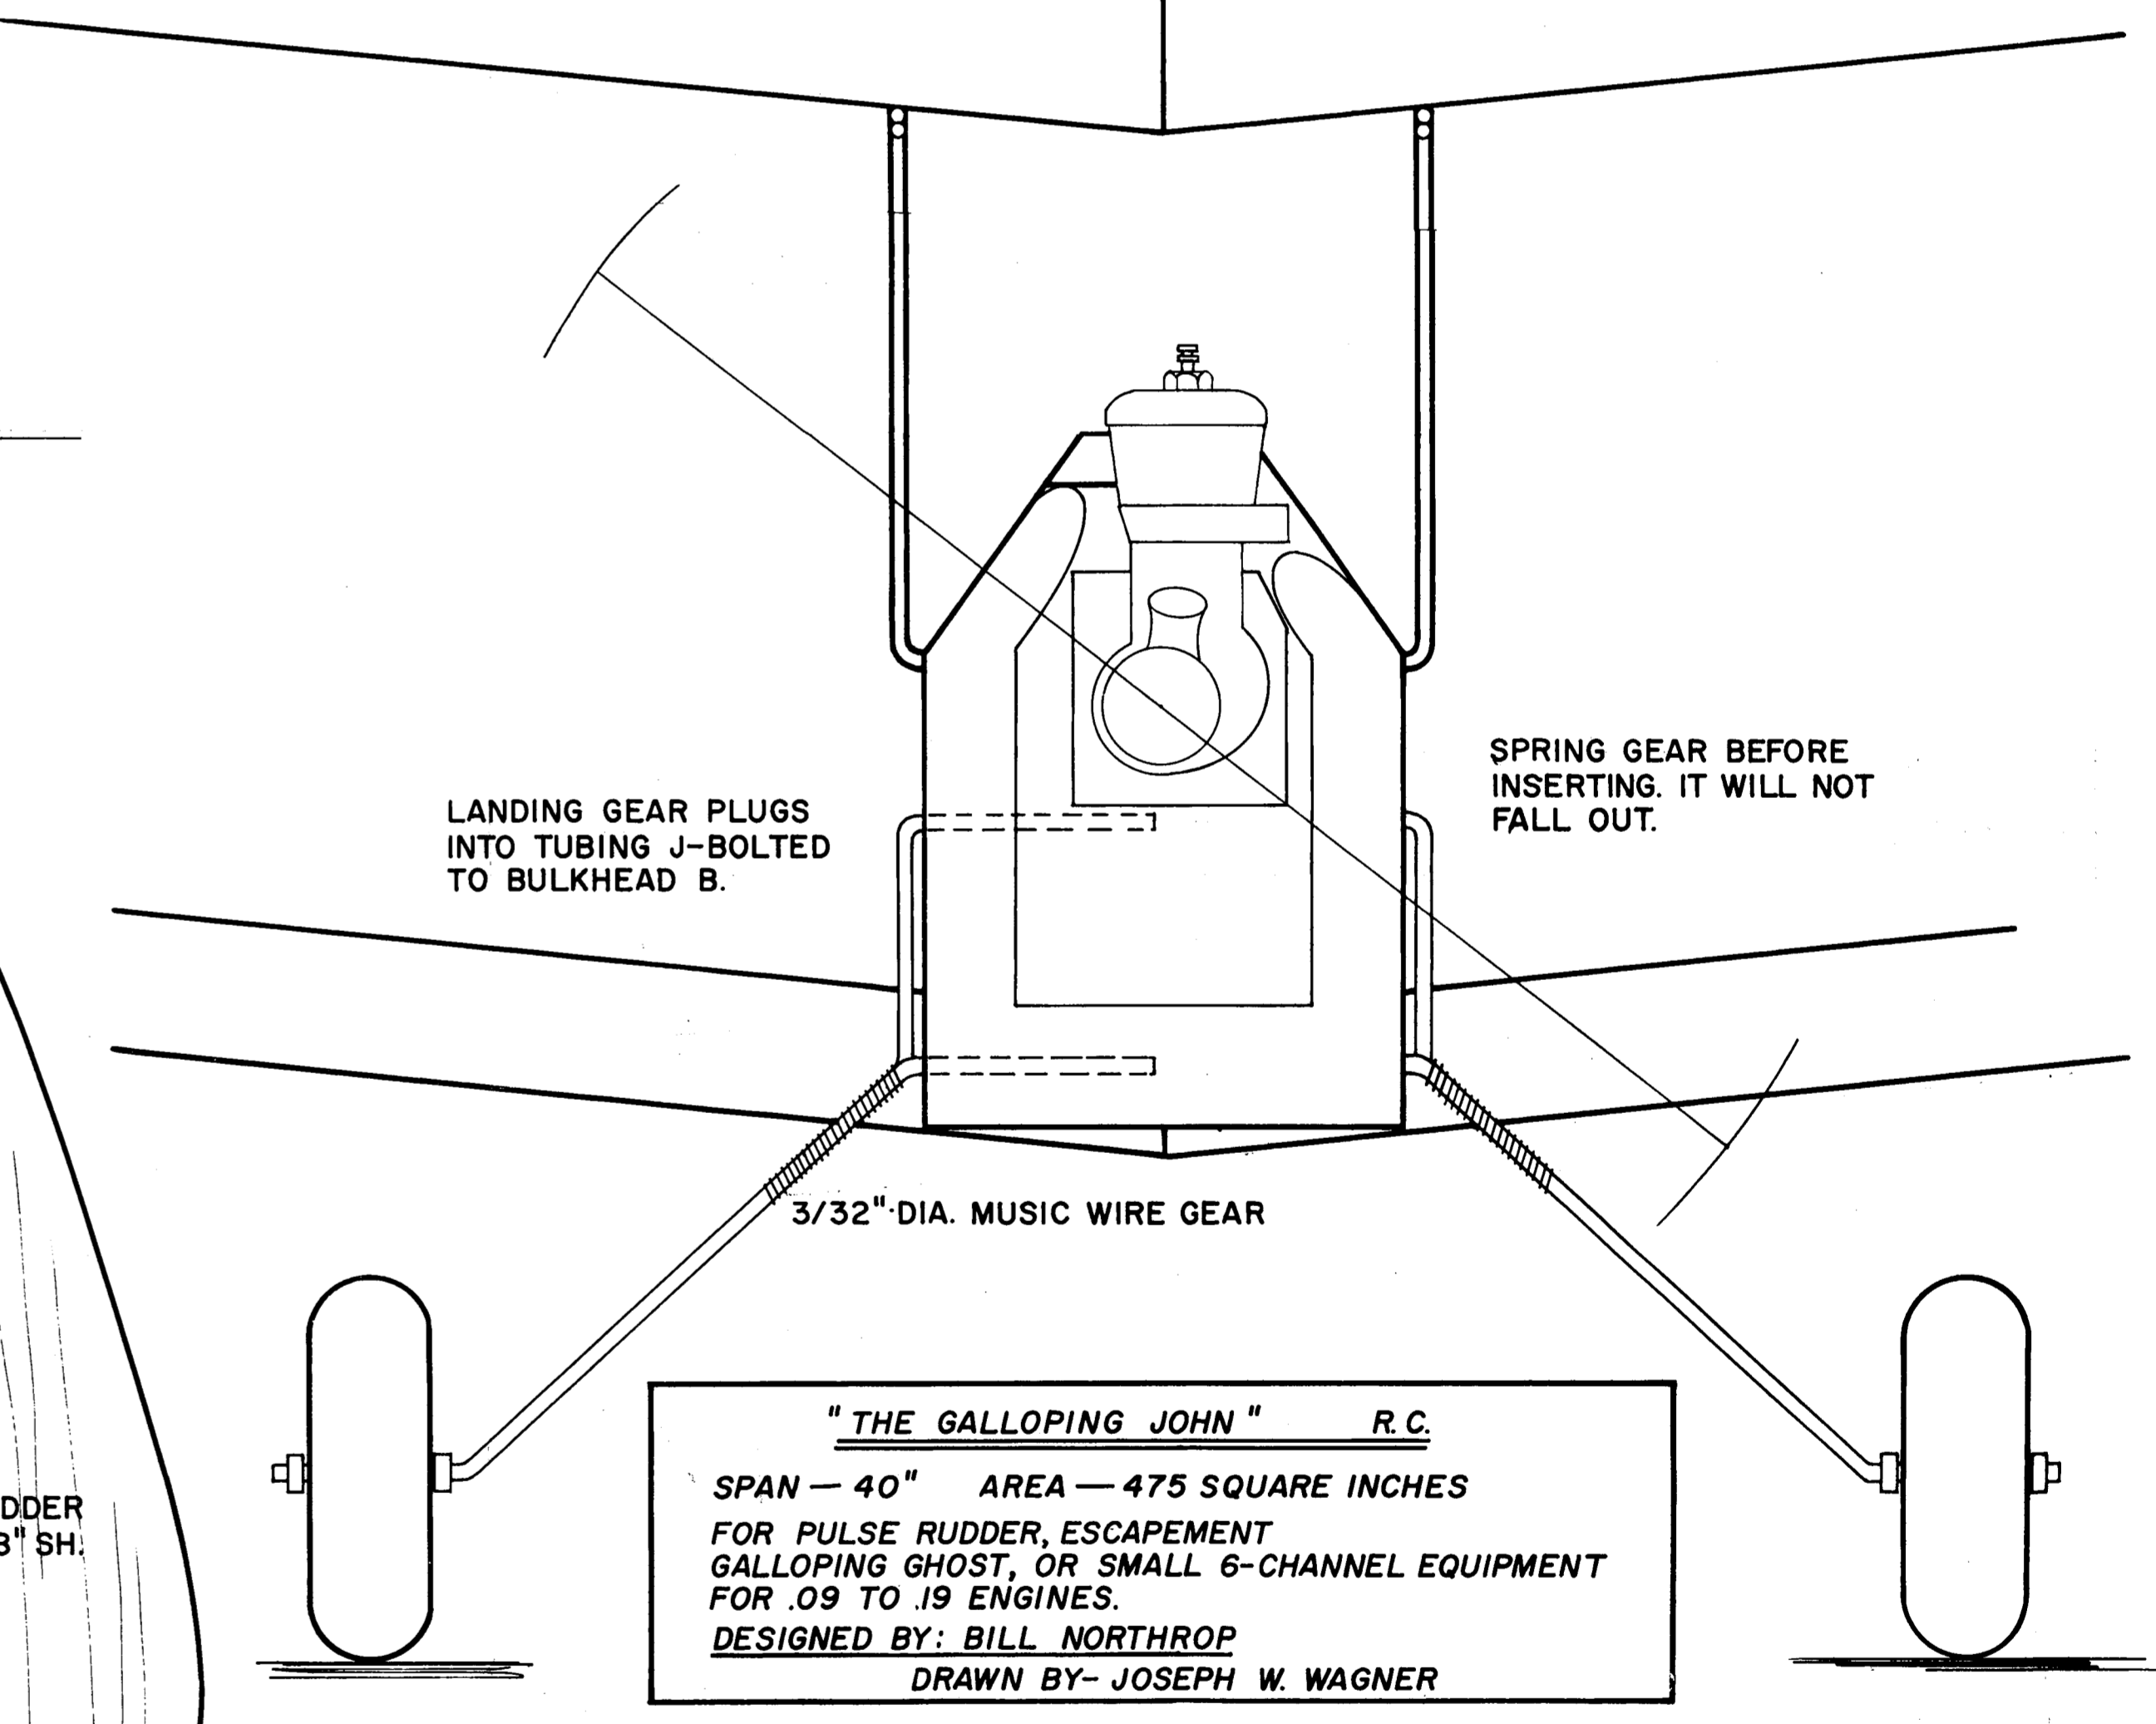 SPRING GEAR BEFORE
INSERTING. IT WILL NOT
FALL OUT.
LANDING GEAR PLUGS
INTO TUBING J-BOLTED
TO BULKHEAD B.
3/32" DIA. MUSIC WIRE GEAR
"THE GALLOPING JOHN" R.C.
SPAN — 40" AREA — 475 SQUARE INCHES
FOR PULSE RUDDER, ESCAPEMENT
GALLOPING GHOST, OR SMALL 6-CHANNEL EQUIPMENT
FOR .09 TO .19 ENGINES.
DESIGNED BY: BILL NORTHROP
DRAWN BY- JOSEPH W. WAGNER
DDER
" SH.